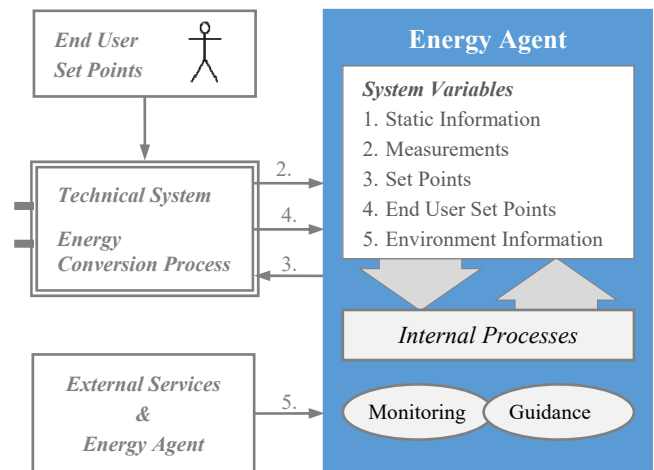 End User
Set Points
Technical System
Energy
Conversion Process
2.
4.
3.
External Services
&
Energy Agent
5.
Energy Agent
System Variables
1. Static Information
2. Measurements
3. Set Points
4. End User Set Points
5. Environment Information
Internal Processes
Monitoring
Guidance